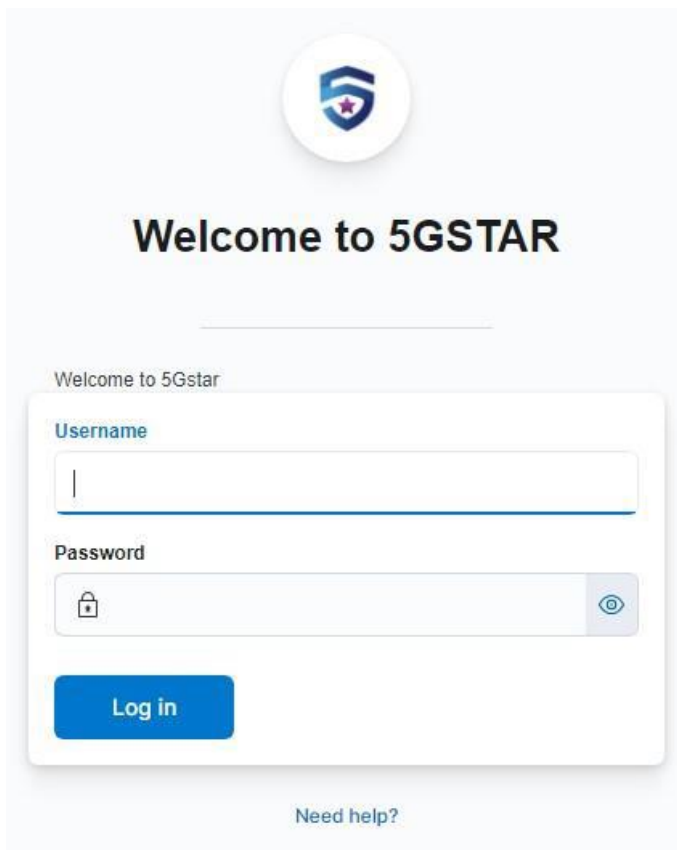 Welcome to 5GSTAR
Welcome to 5Gstar
Username
Password
Log in
Need help?